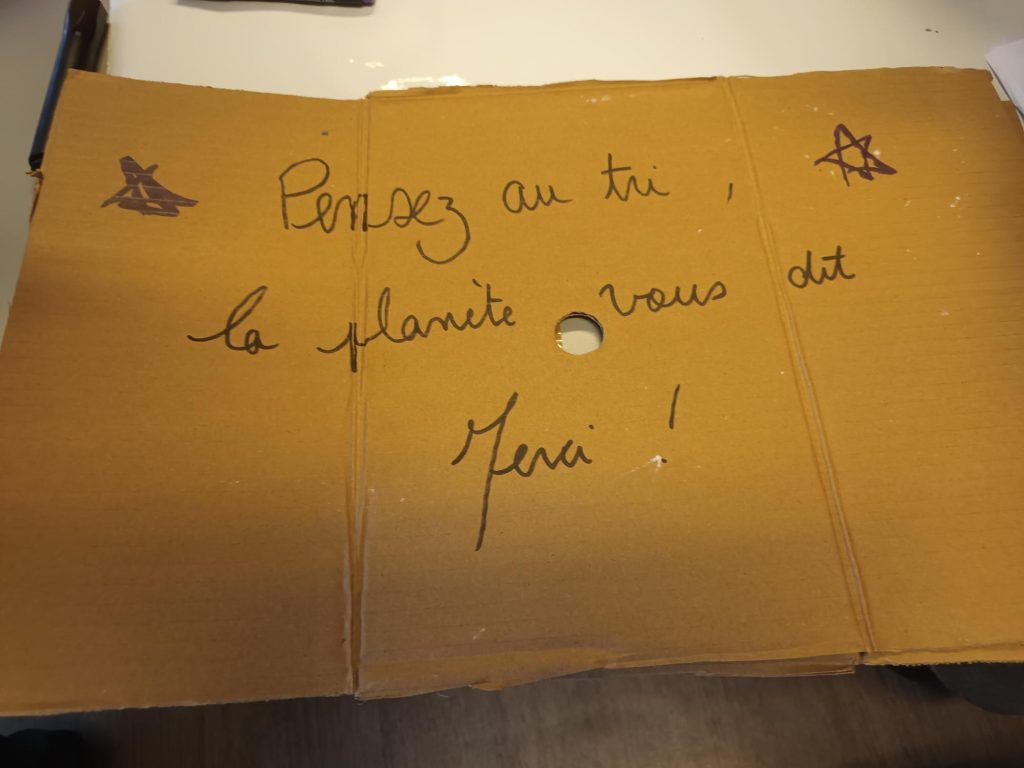 Pensez au tri,
la planète vous dit
Merci !